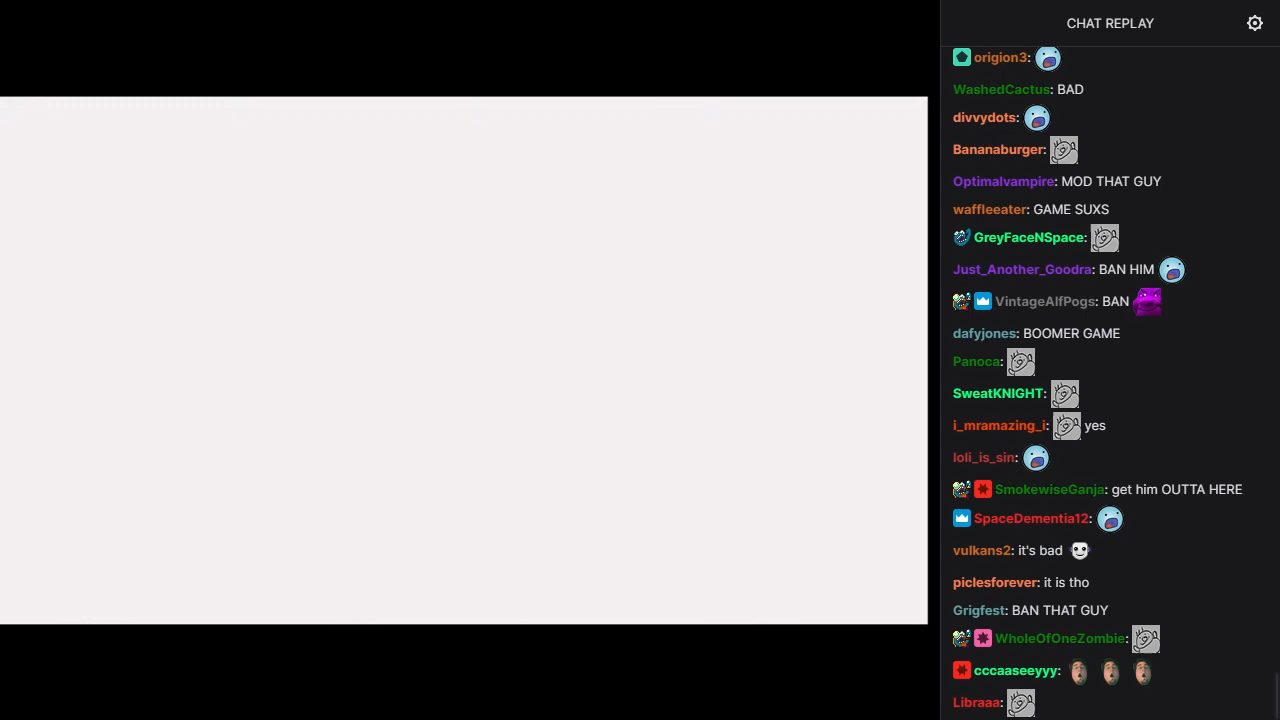 CHAT REPLAY
origion3:
WashedCactus: BAD
divvydots:
Bananaburger:
Optimalvampire: MOD THAT GUY
waffleeater: GAME SUXS
GreyFaceNSpace:
Just_Another_Goodra: BAN HIM
VintageAlfPogs: BAN
dafyjones: BOOMER GAME
Panoca:
SweatKNIGHT:
i_mramazing_i: yes
loli_is_sin:
SmokewiseGanja: get him OUTTA HERE
SpaceDementia12:
vulkans2: it's bad
piclesforever: it is tho
Grigfest: BAN THAT GUY
WholeOfOneZombie:
cccaaseeyyy:
Libraaa: